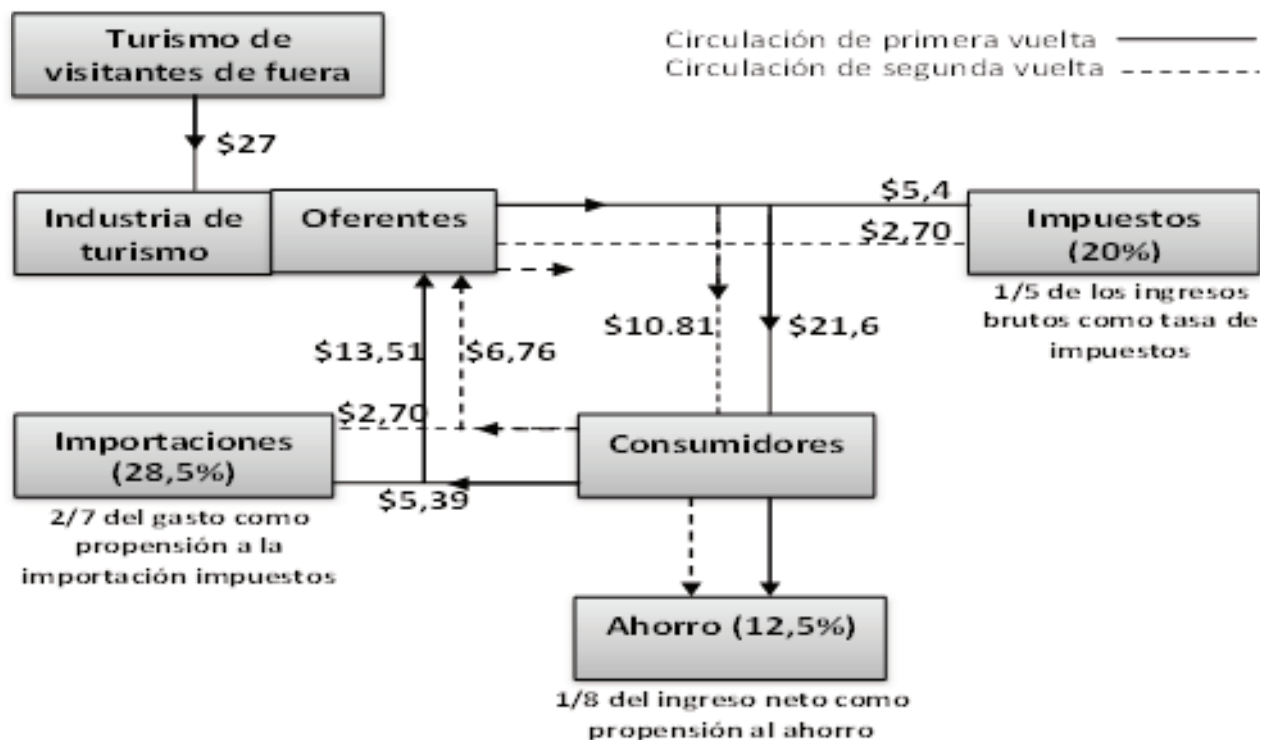 Turismo de
visitantes de fuera
Circulación de primera vuelta
Circulación de segunda vuelta
$27
Industria de
turismo
Oferentes
$5,4
$2,70
Impuestos
(20%)
1/5 de los ingresos
brutos como tasa de
impuestos
$13,51
$6,76
$10.81
$21,6
$2,70
Importaciones
(28,5%)
$5,39
2/7 del gasto como
propensión a la
importación impuestos
Consumidores
Ahorro (12,5%)
1/8 del ingreso neto como
propensión al ahorro